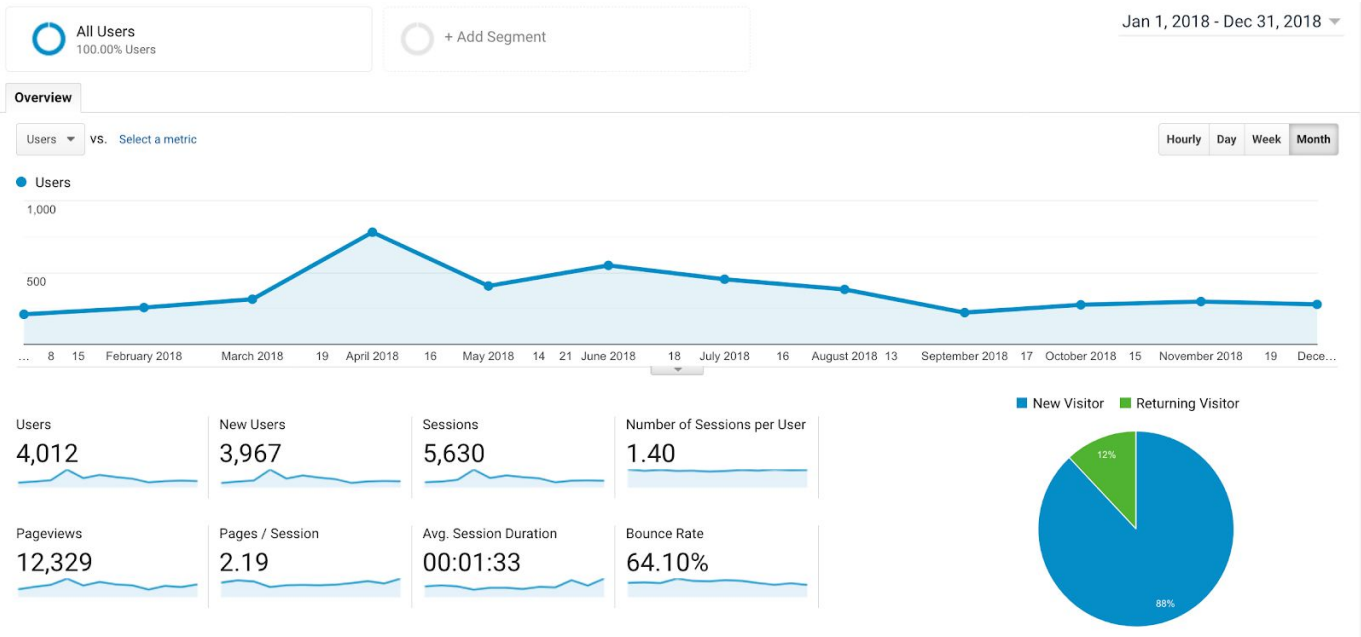 All Users
100.00% Users
+ Add Segment
Jan 1, 2018 - Dec 31, 2018
Overview
Users vs. Select a metric
Hourly Day Week Month
Users
1,000
500
... 8 15 February 2018 March 2018 19 April 2018 16 May 2018 14 21 June 2018 18 July 2018 16 August 2018 13 September 2018 17 October 2018 15 November 2018 19 Dece...
New Visitor Returning Visitor
Users New Users Sessions Number of Sessions per User
4,012 3,967 5,630 1.40
12%
Pageviews Pages / Session Avg. Session Duration Bounce Rate
12,329 2.19 00:01:33 64.10%
88%